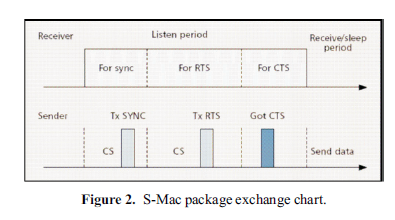 Receiver Listen period Receive/sleep
period
For sync For RTS For CTS
Sender Tx SYNC Tx RTS Got CTS
CS CS Send data
Figure 2. S-Mac package exchange chart.